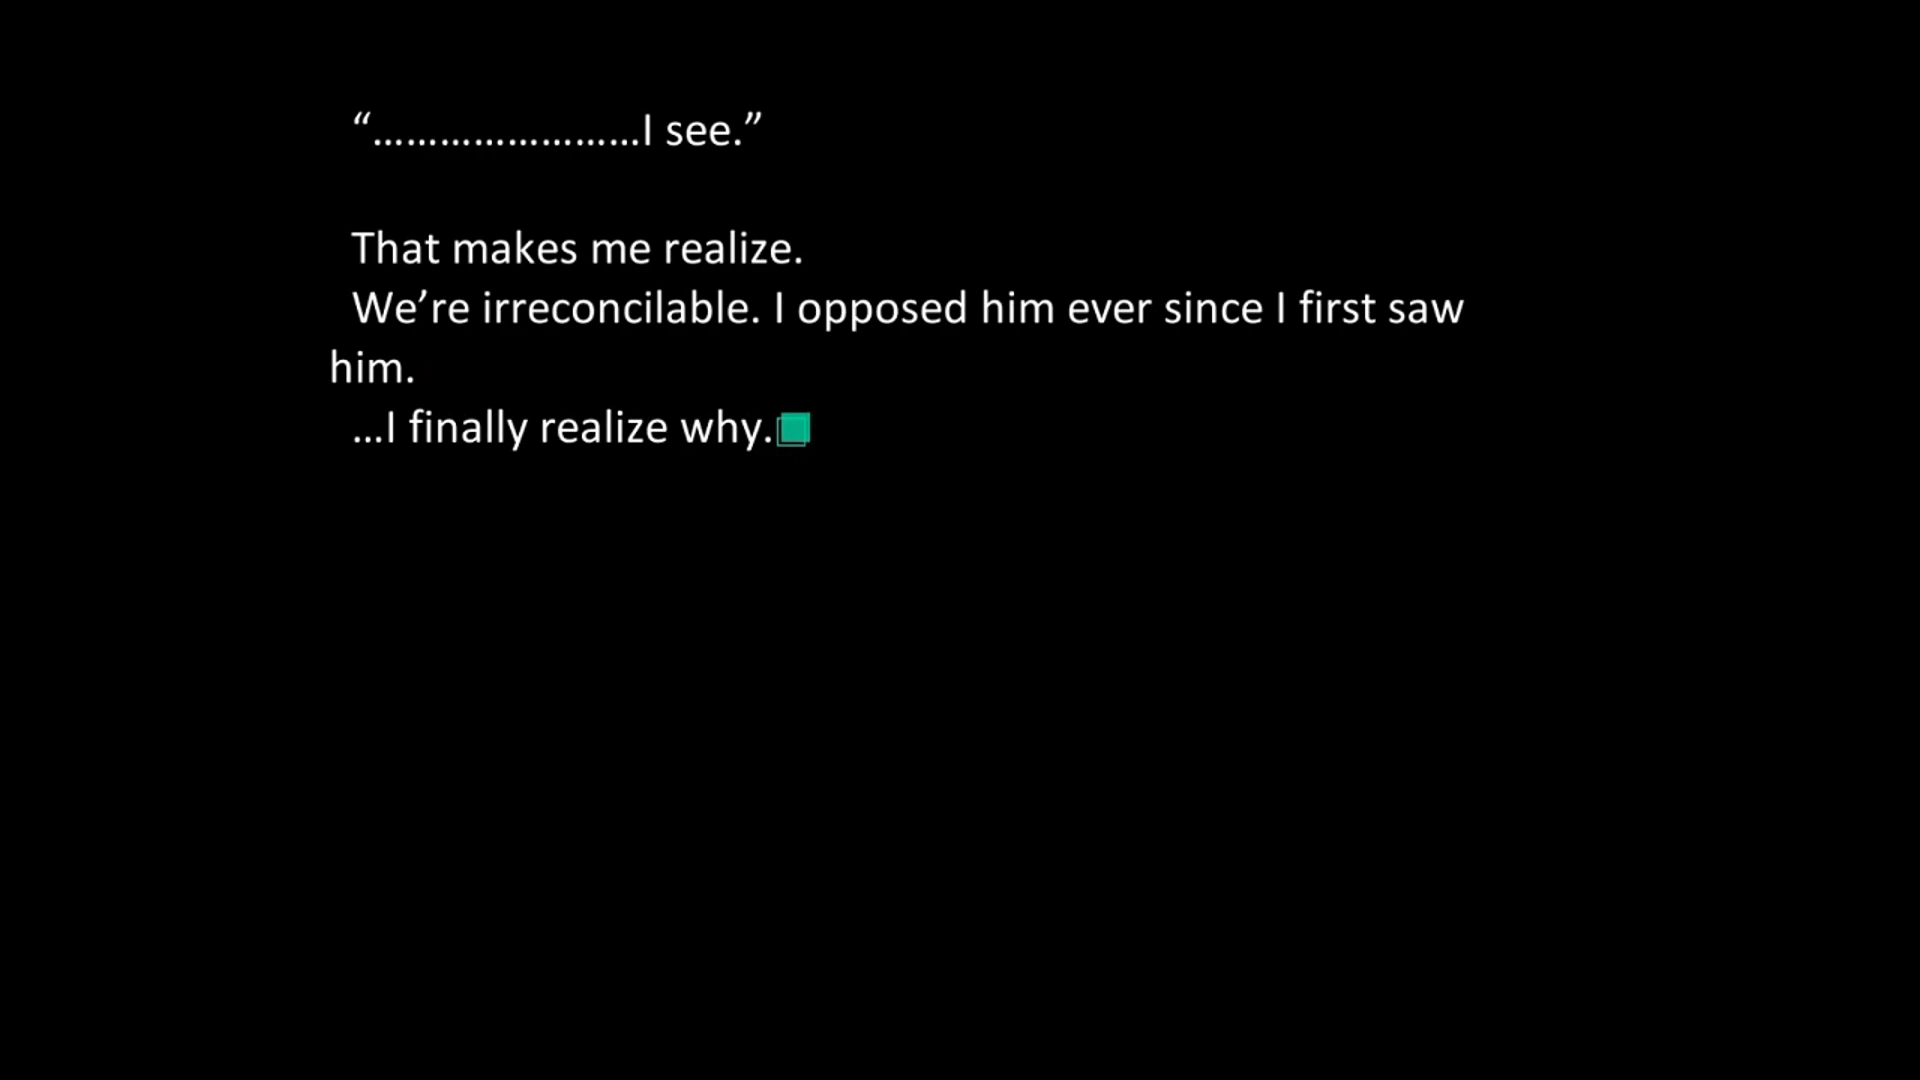 “……………………I see.”
That makes me realize.
We’re irreconcilable. I opposed him ever since I first saw
him.
…I finally realize why.